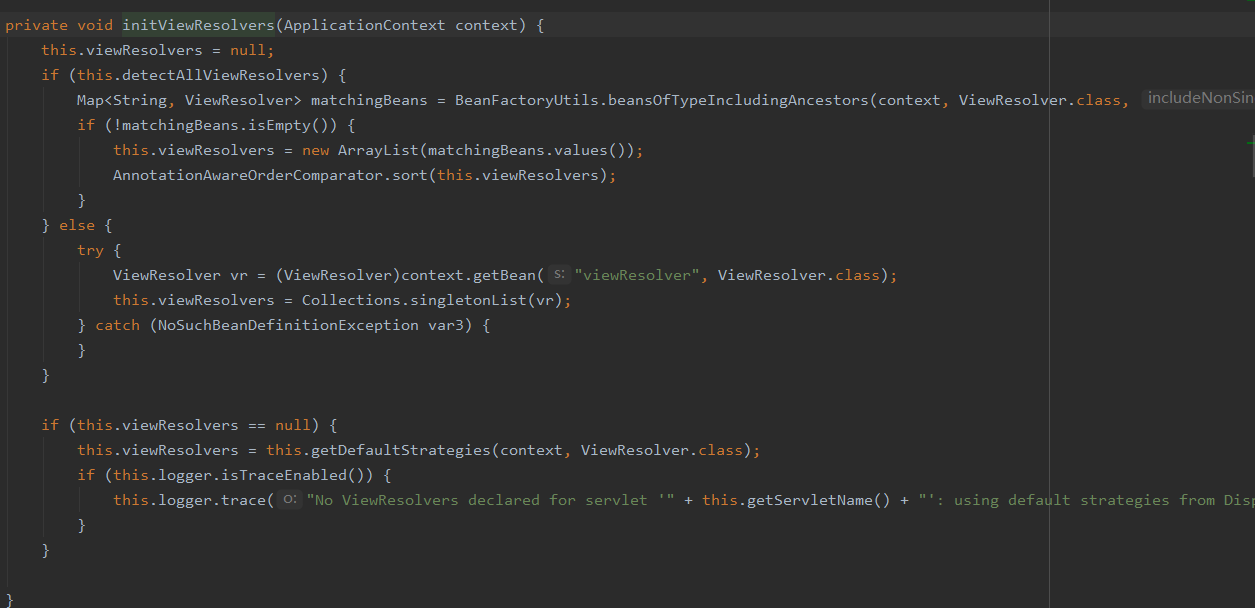 private void initViewResolvers(ApplicationContext context) {
this.viewResolvers = null;
if (this.detectAllViewResolvers) {
Map<String, ViewResolver> matchingBeans = BeanFactoryUtils.beansOfTypeIncludingAncestors(context, ViewResolver.class, includeNonSin
if (!matchingBeans.isEmpty()) {
this.viewResolvers = new ArrayList(matchingBeans.values());
AnnotationAwareOrderComparator.sort(this.viewResolvers);
}
} else {
try {
ViewResolver vr = (ViewResolver)context.getBean( s: "viewResolver", ViewResolver.class);
this.viewResolvers = Collections.singletonList(vr);
} catch (NoSuchBeanDefinitionException var3) {
}
}
if (this.viewResolvers == null) {
this.viewResolvers = this.getDefaultStrategies(context, ViewResolver.class);
if (this.logger.isTraceEnabled()) {
this.logger.trace( o: "No ViewResolvers declared for servlet '" + this.getServletName() + "': using default strategies from Disp
}
}
}